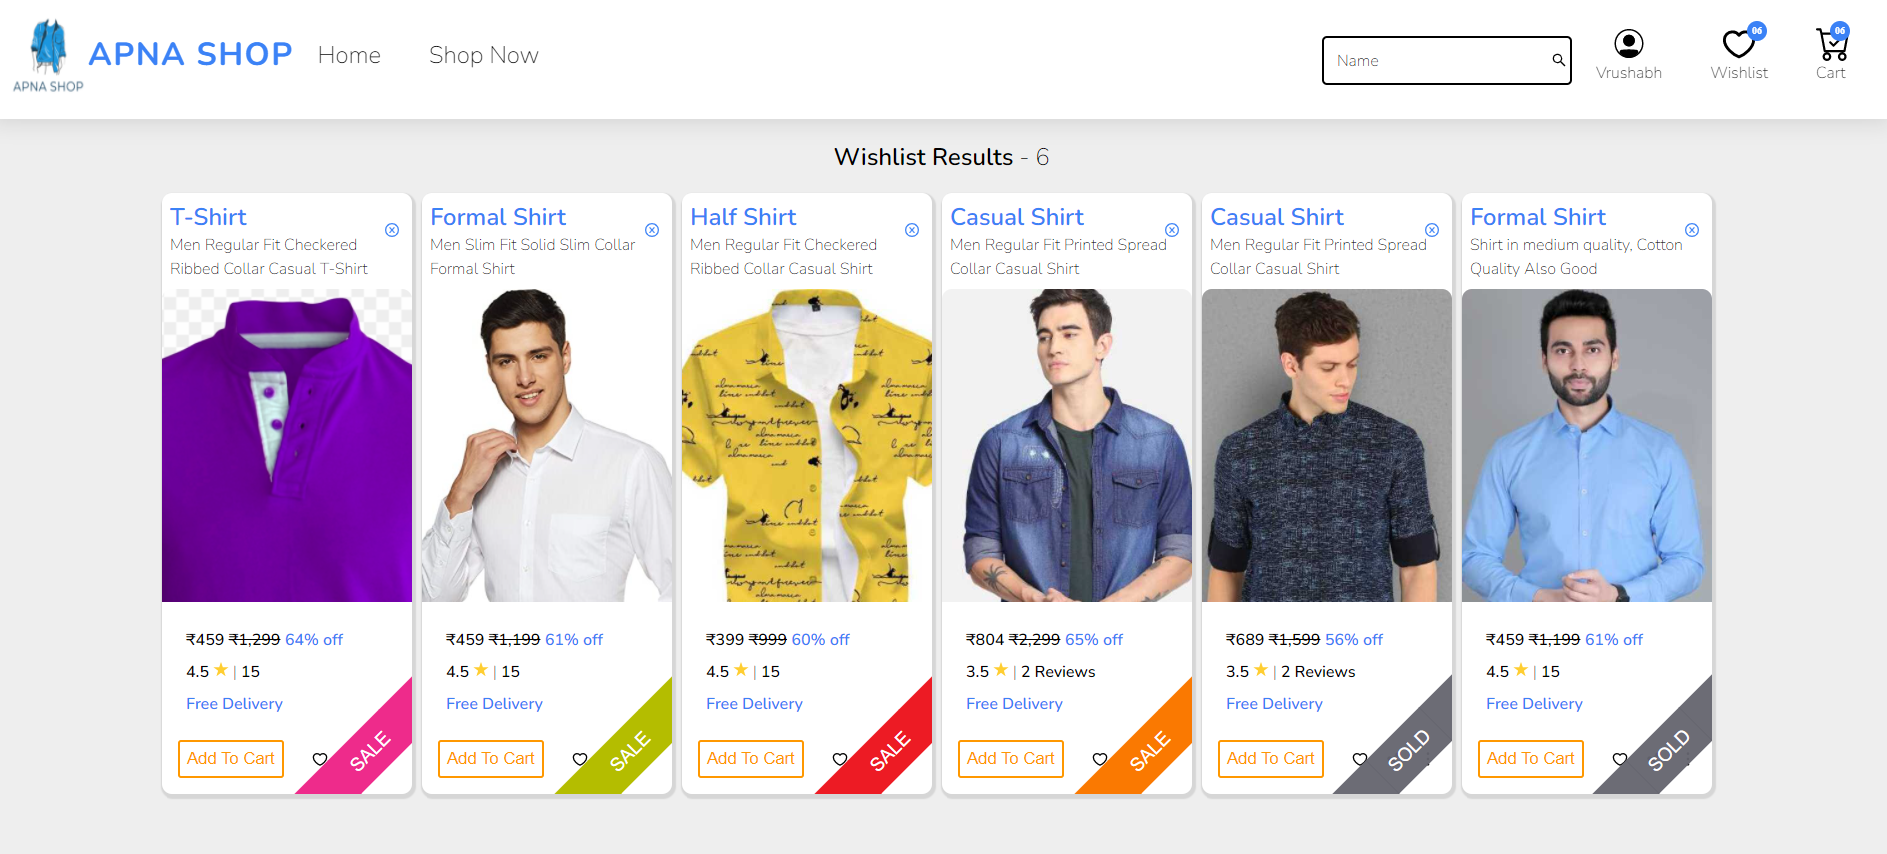 APNA SHOP
APNA SHOP
Home
Shop Now
Name
Vrushabh
06
Wishlist
06
Cart
Wishlist Results - 6
T-Shirt
Men Regular Fit Checkered
Ribbed Collar Casual T-Shirt
₹459 ₹1,299 64% off
4.5 ★ | 15
Free Delivery
Add To Cart
SALE
Formal Shirt
Men Slim Fit Solid Slim Collar
Formal Shirt
₹459 ₹1,199 61% off
4.5 ★ | 15
Free Delivery
Add To Cart
SALE
Half Shirt
Men Regular Fit Checkered
Ribbed Collar Casual Shirt
₹399 ₹999 60% off
4.5 ★ | 15
Free Delivery
Add To Cart
SALE
Casual Shirt
Men Regular Fit Printed Spread
Collar Casual Shirt
₹804 ₹2,299 65% off
3.5 ★ | 2 Reviews
Free Delivery
Add To Cart
SALE
Casual Shirt
Men Regular Fit Printed Spread
Collar Casual Shirt
₹689 ₹1,599 56% off
3.5 ★ | 2 Reviews
Free Delivery
Add To Cart
SOLD
Formal Shirt
Shirt in medium quality, Cotton
Quality Also Good
₹459 ₹1,199 61% off
4.5 ★ | 15
Free Delivery
Add To Cart
SOLD